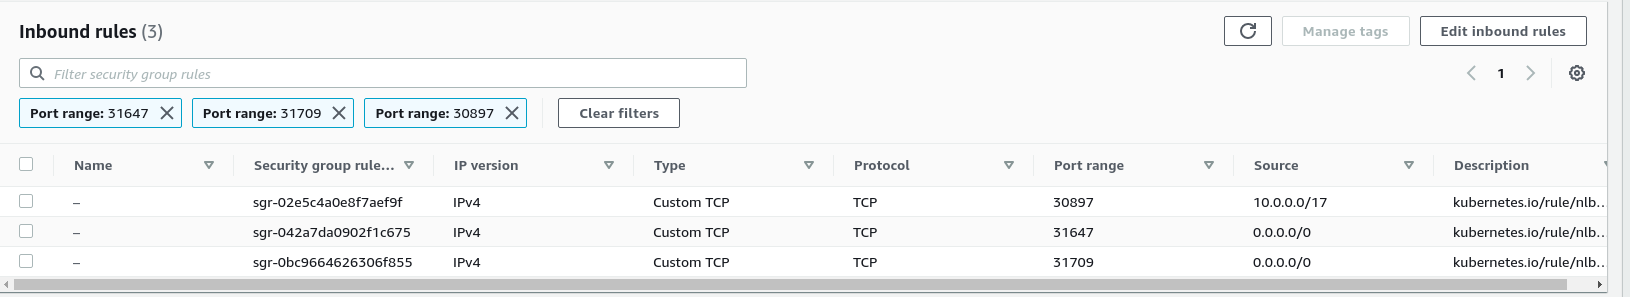 Inbound rules (3)
Manage tags
Edit inbound rules
Filter security group rules
1
Port range: 31647
Port range: 31709
Port range: 30897
Clear filters
Name Security group rule... IP version Type Protocol Port range Source Description
– sgr-02e5c4a0e8f7aef9f IPv4 Custom TCP TCP 30897 10.0.0.0/17 kubernetes.io/rule/nlb...
– sgr-042a7da0902f1c675 IPv4 Custom TCP TCP 31647 0.0.0.0/0 kubernetes.io/rule/nlb...
– sgr-0bc9664626306f855 IPv4 Custom TCP TCP 31709 0.0.0.0/0 kubernetes.io/rule/nlb...